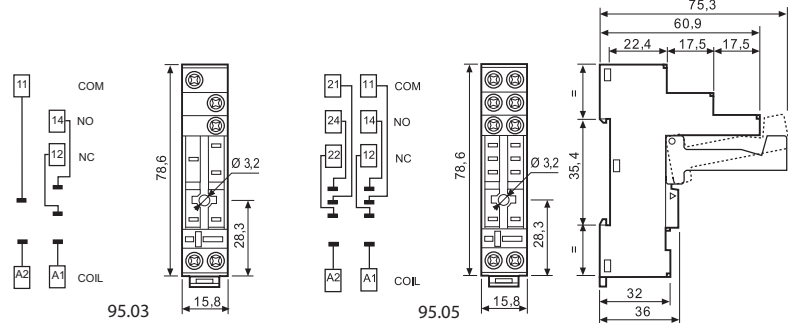 11
COM
14
NO
12
NC
A2
A1
COIL
95.03
78,6
Ø 3,2
28,3
15,8
21
11
COM
24
14
NO
22
12
NC
A2
A1
COIL
95.05
78,6
Ø 3,2
28,3
15,8
75,3
60,9
22,4
17,5
17,5
=
35,4
=
32
36